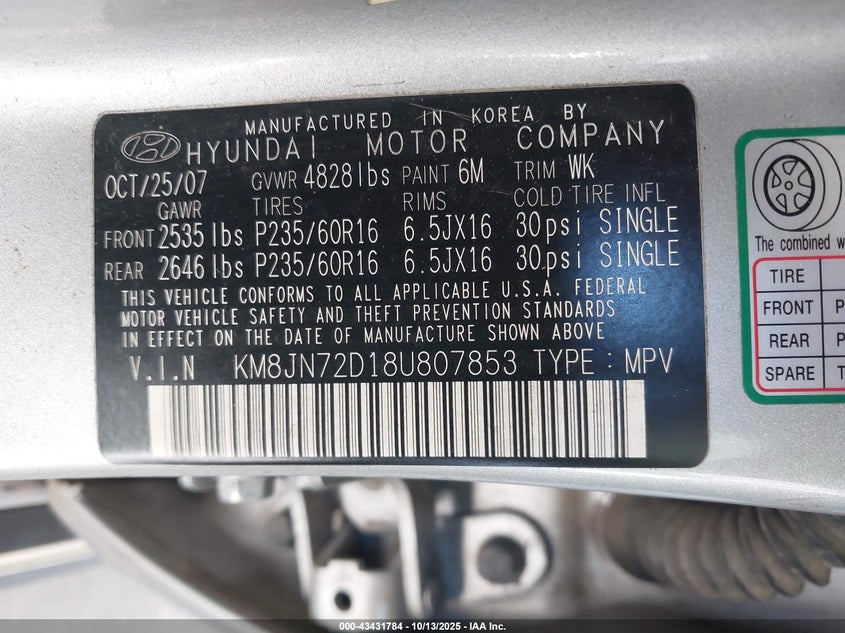 MANUFACTURED IN KOREA BY
HYUNDAI MOTOR COMPANY
OCT/25/07 GVWR 4828lbs PAINT 6M TRIM WK
GAWR TIRES RIMS COLD TIRE INFL
FRONT 2535lbs P235/60R16 6.5JX16 30psi SINGLE
REAR 2646lbs P235/60R16 6.5JX16 30psi SINGLE
THIS VEHICLE CONFORMS TO ALL APPLICABLE U.S.A. FEDERAL
MOTOR VEHICLE SAFETY AND THEFT PREVENTION STANDARDS
IN EFFECT ON THE DATE OF MANUFACTURE SHOWN ABOVE
V.I.N KM8JN72D18U807853 TYPE : MPV
The combined w
TIRE
FRONT P
REAR P
SPARE T
000-43431784 - 10/13/2025 - IAA Inc.